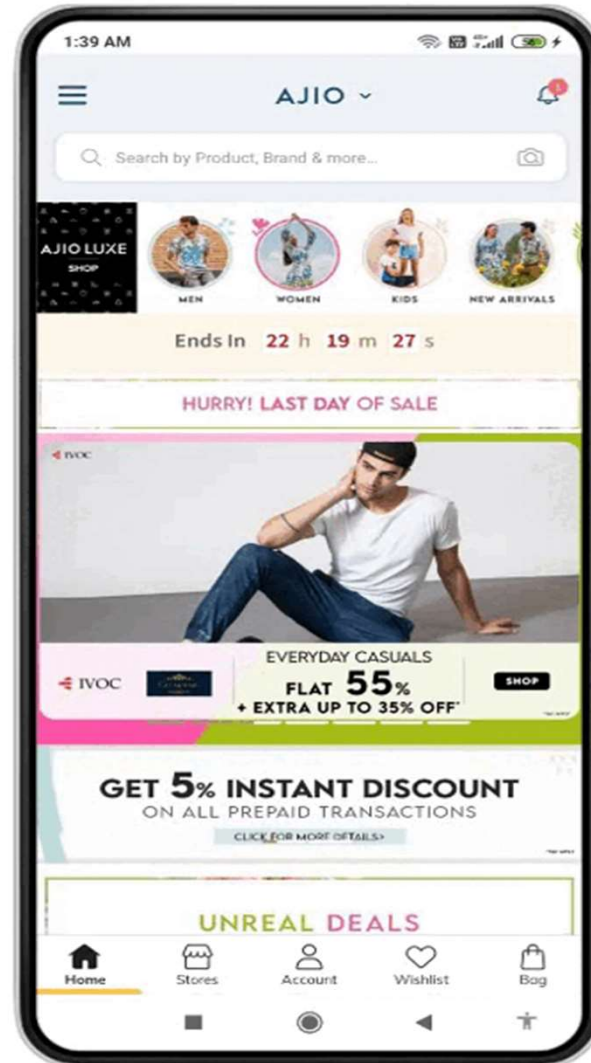 1:39 AM
56
AJIO
1
Search by Product, Brand & more...
AJIO LUXE
SHOP
MEN
WOMEN
KIDS
NEW ARRIVALS
Ends In 22 h 19 m 27 s
HURRY! LAST DAY OF SALE
IVOC
EVERYDAY CASUALS
IVOC
FLAT 55%
SHOP
+ EXTRA UP TO 35% OFF*
GET 5% INSTANT DISCOUNT
ON ALL PREPAID TRANSACTIONS
CLICK FOR MORE DETAILS>
UNREAL DEALS
Home
Stores
Account
Wishlist
Bag